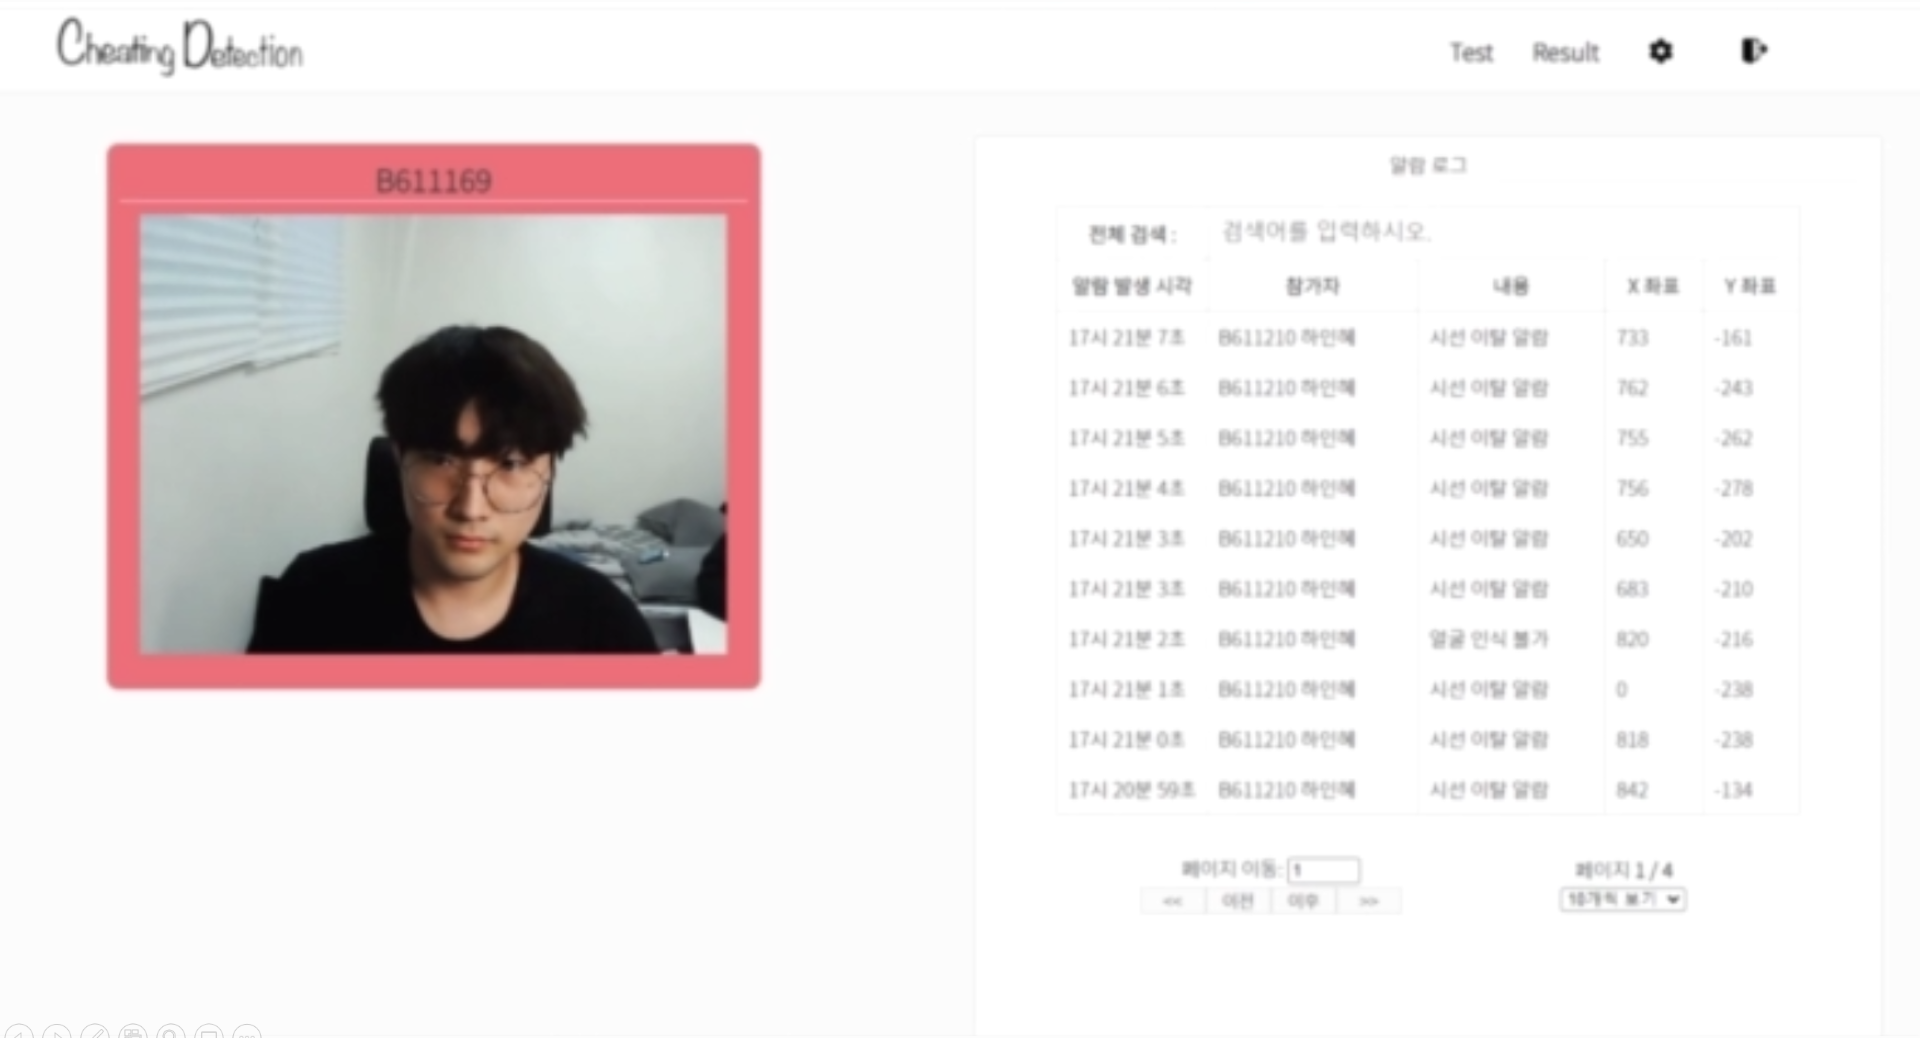 Cheating Detection
Test Result
B611169
알람 로그
전체 검색 : 검색어를 입력하시오.
알람 발생 시각 참가자 내용 X 좌표 Y 좌표
17시 21분 7초 B611210 하인혜 시선 이탈 알람 733 -161
17시 21분 6초 B611210 하인혜 시선 이탈 알람 762 -243
17시 21분 5초 B611210 하인혜 시선 이탈 알람 755 -262
17시 21분 4초 B611210 하인혜 시선 이탈 알람 756 -278
17시 21분 3초 B611210 하인혜 시선 이탈 알람 650 -202
17시 21분 3초 B611210 하인혜 시선 이탈 알람 683 -210
17시 21분 2초 B611210 하인혜 얼굴 인식 불가 820 -216
17시 21분 1초 B611210 하인혜 시선 이탈 알람 0 -238
17시 21분 0초 B611210 하인혜 시선 이탈 알람 818 -238
17시 20분 59초 B611210 하인혜 시선 이탈 알람 842 -134
페이지 이동: 1 페이지 1 / 4
<< 이전 이후 >> 10개씩 보기